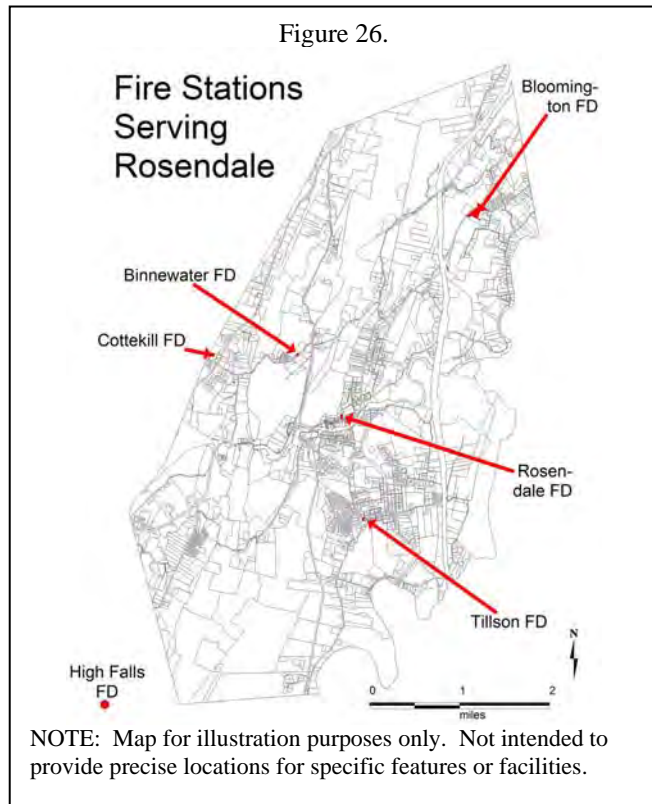 Figure 26.
Fire Stations
Serving
Rosendale
Blooming-
ton FD
Binnewater FD
Cottekill FD
Rosen-
dale FD
Tillson FD
High Falls
FD
N
0 1 2
miles
NOTE: Map for illustration purposes only. Not intended to
provide precise locations for specific features or facilities.